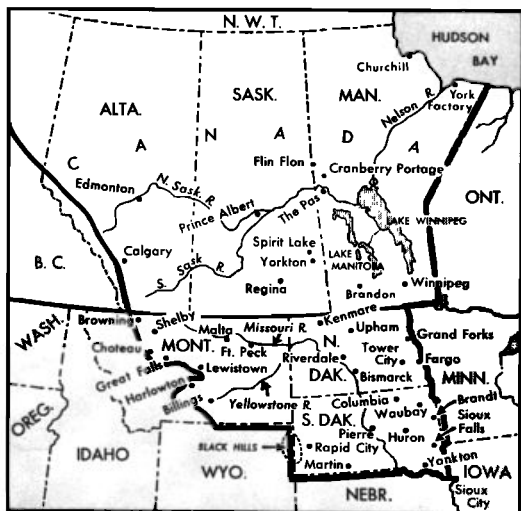 N. W. T.
HUDSON
BAY
Churchill
ALTA.
SASK.
MAN.
York
Factory
Nelson R.
C A N A D A
Flin Flon
Cranberry Portage
N. Sask. R.
Edmonton
Prince Albert
The Pas
ONT.
LAKE WINNIPEG
Spirit Lake
Calgary
Yorkton
LAKE
MANITOBA
B. C.
S. Sask R.
Regina
Winnipeg
Brandon
WASH.
Browning
Shelby
Malta
Missouri R.
Kenmare
Upham
Grand Forks
Choteau
MONT.
Ft. Peck
N.
DAK.
Riverdale
Tower
City
Fargo
MINN.
Great Falls
Lewistown
Bismarck
Harlowton
Billings
Yellowstone R.
Columbia
Waubay
Brandt
OREG.
S. DAK.
Sioux
Falls
Pierre
Huron
IDAHO
WYO.
BLACK HILLS
Rapid City
Martin
Yankton
IOWA
NEBR.
Sioux
City